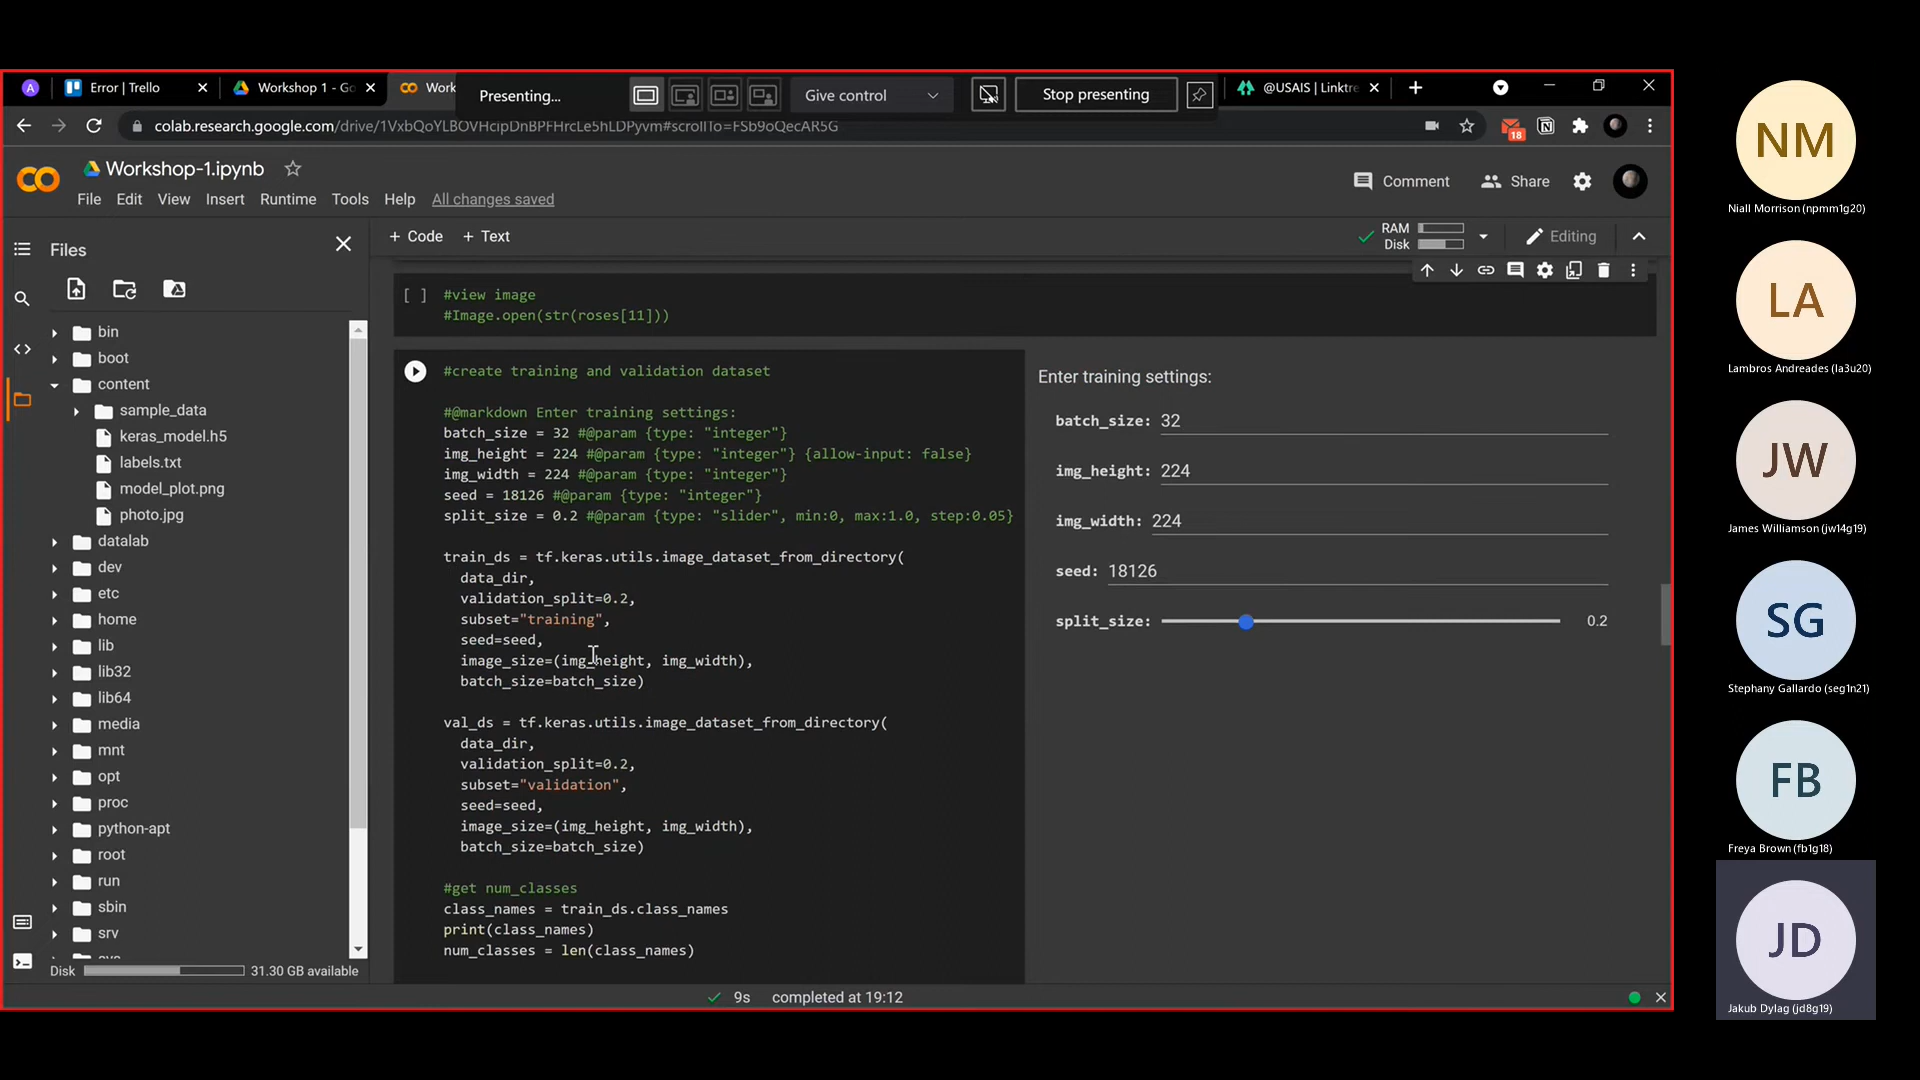 A
Error | Trello
Workshop 1 - Go
Work
Presenting...
Give control
Stop presenting
@USAIS | Linktre
colab.research.google.com/drive/1VxbQoYLBOVHcipDnBPFHrcLe5hLDPyvm#scrollTo=FSb9oQecAR5G
18
Workshop-1.ipynb
Comment
Share
File Edit View Insert Runtime Tools Help All changes saved
Files
+ Code + Text
RAM
Disk
Editing
bin
boot
content
sample_data
keras_model.h5
labels.txt
model_plot.png
photo.jpg
datalab
dev
etc
home
lib
lib32
lib64
media
mnt
opt
proc
python-apt
root
run
sbin
srv
Disk 31.30 GB available
[ ] #view image
#Image.open(str(roses[11]))
#create training and validation dataset
#@markdown Enter training settings:
batch_size = 32 #@param {type: "integer"}
img_height = 224 #@param {type: "integer"} {allow-input: false}
img_width = 224 #@param {type: "integer"}
seed = 18126 #@param {type: "integer"}
split_size = 0.2 #@param {type: "slider", min:0, max:1.0, step:0.05}
train_ds = tf.keras.utils.image_dataset_from_directory(
data_dir,
validation_split=0.2,
subset="training",
seed=seed,
image_size=(img_height, img_width),
batch_size=batch_size)
val_ds = tf.keras.utils.image_dataset_from_directory(
data_dir,
validation_split=0.2,
subset="validation",
seed=seed,
image_size=(img_height, img_width),
batch_size=batch_size)
#get num_classes
class_names = train_ds.class_names
print(class_names)
num_classes = len(class_names)
Enter training settings:
batch_size: 32
img_height: 224
img_width: 224
seed: 18126
split_size: 0.2
9s completed at 19:12
NM
Niall Morrison (npmm1g20)
LA
Lambros Andreades (la3u20)
JW
James Williamson (jw14g19)
SG
Stephany Gallardo (seg1n21)
FB
Freya Brown (fb1g18)
JD
Jakub Dylag (jd8g19)